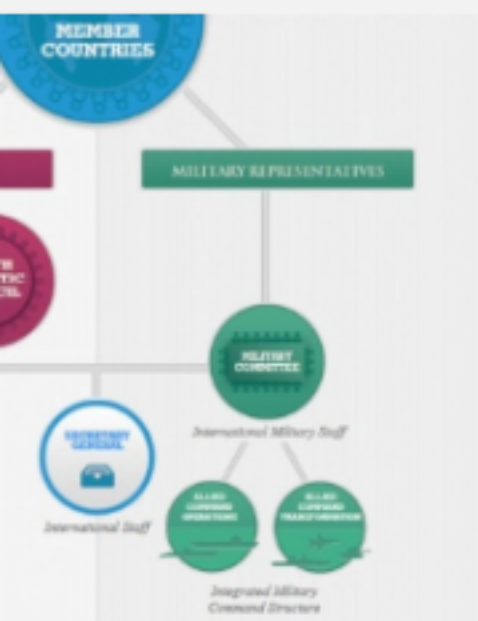 MEMBER
COUNTRIES
MILITARY REPRESENTATIVES
MILITARY
COMMITTEE
International Military Staff
SECRETARY
GENERAL
International Staff
ALLIED
COMMAND
OPERATIONS
ALLIED
COMMAND
TRANSFORMATION
Integrated Military
Command Structure